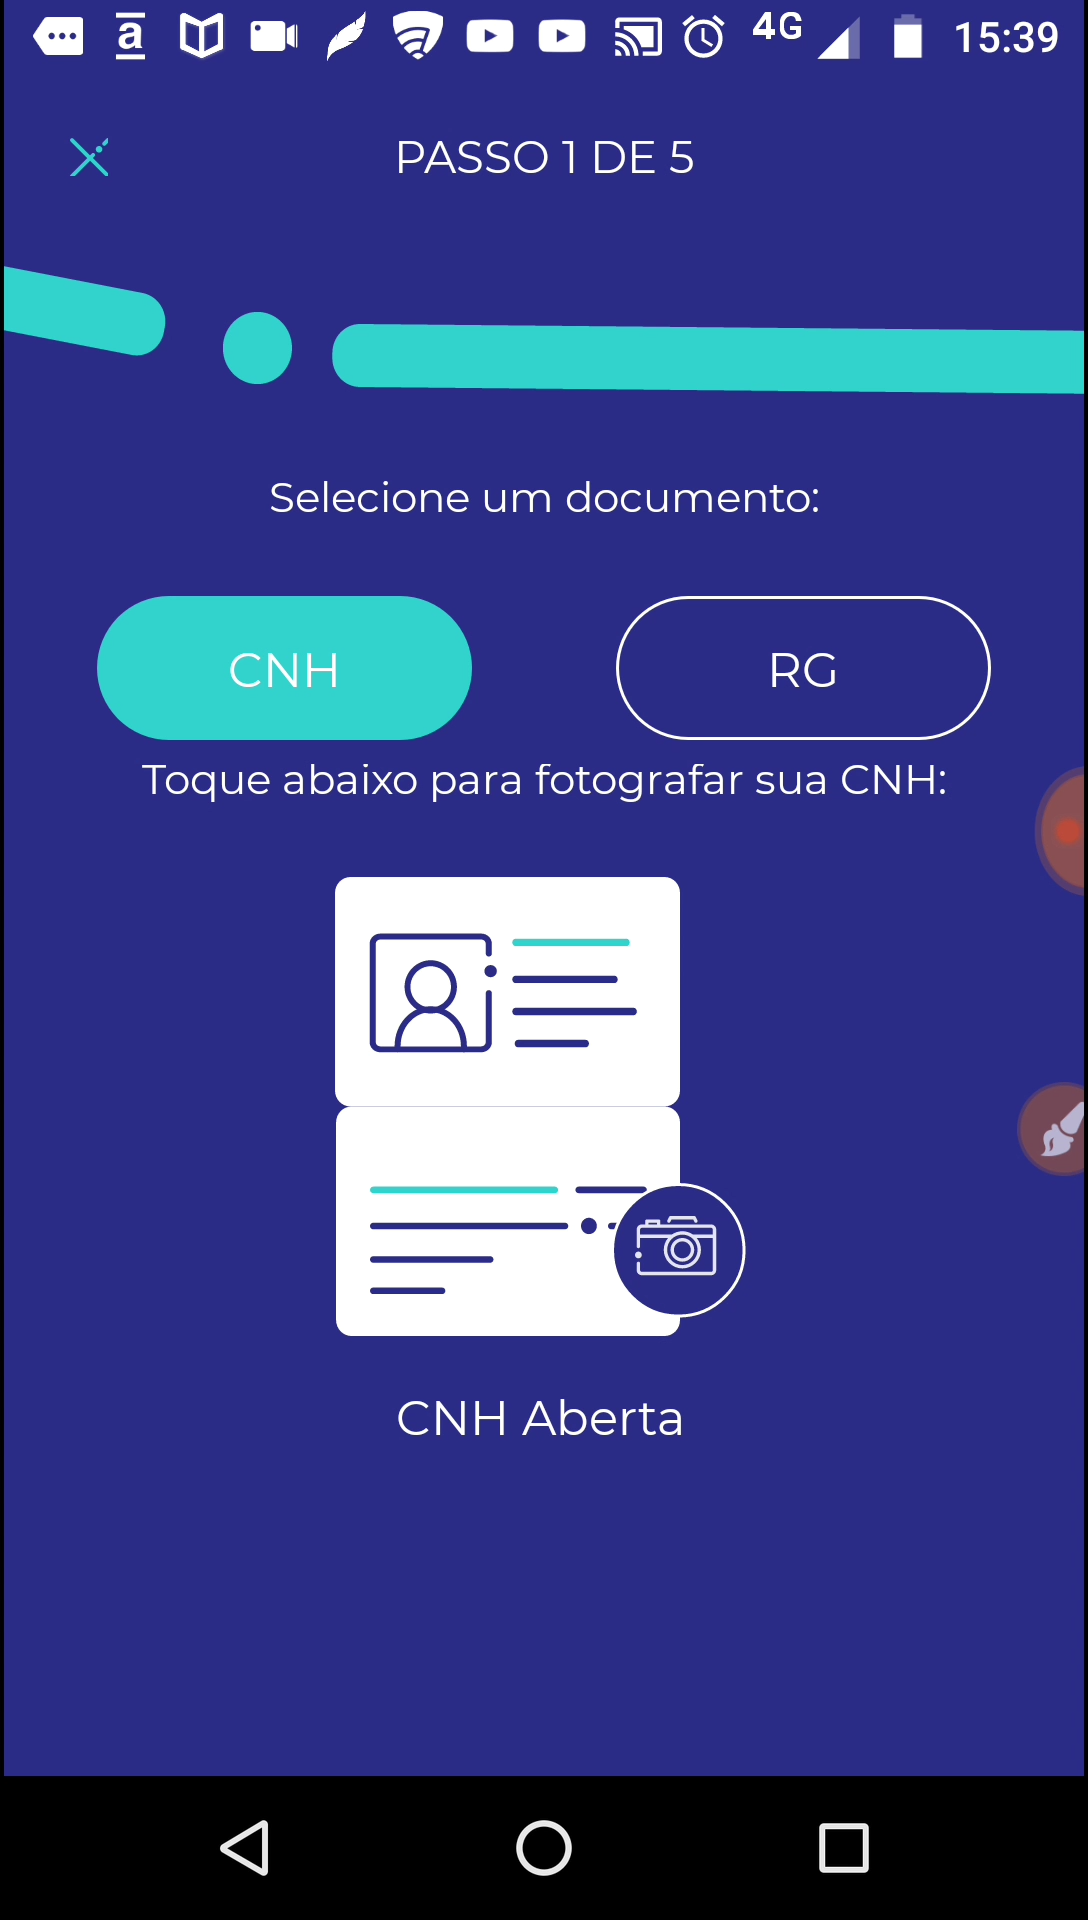 a
4G
15:39
PASSO 1 DE 5
Selecione um documento:
CNH
RG
Toque abaixo para fotografar sua CNH:
CNH Aberta